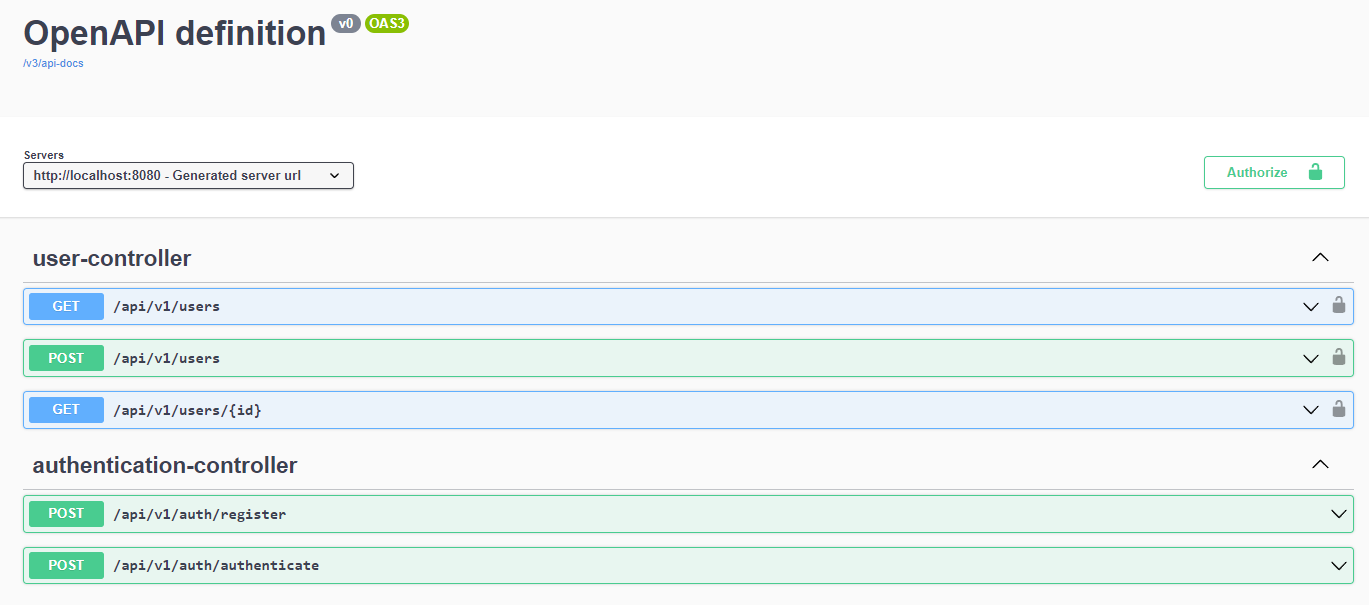 OpenAPI definition v0 OAS3
/v3/api-docs
Servers
http://localhost:8080 - Generated server url
Authorize
user-controller
GET /api/v1/users
POST /api/v1/users
GET /api/v1/users/{id}
authentication-controller
POST /api/v1/auth/register
POST /api/v1/auth/authenticate